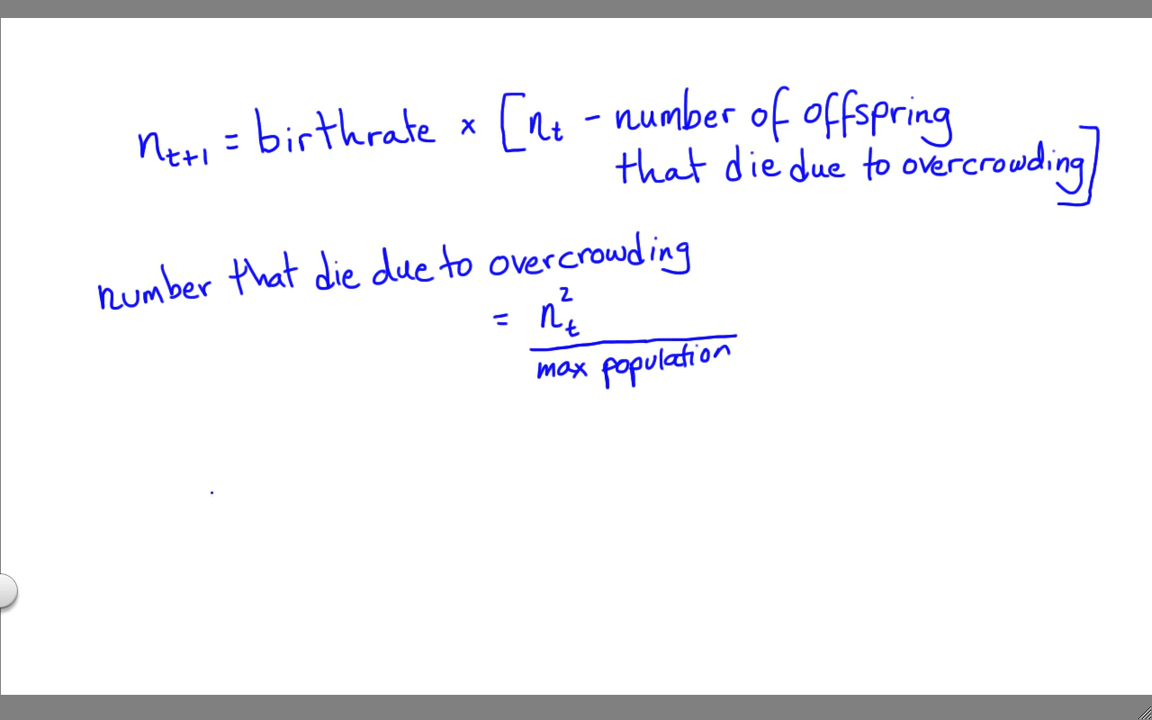 n_{t+1} = birthrate × [n_t - number of offspring
that die due to overcrowding]
number that die due to overcrowding
= n_t^2
max population